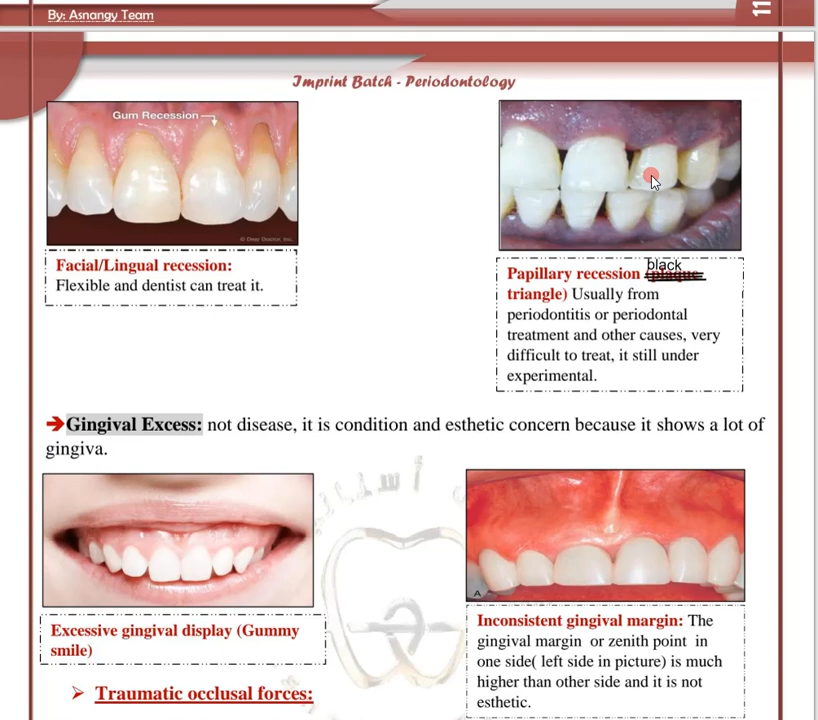 By: Asnangy Team
11
Imprint Batch - Periodontology
Gum Recession
© Dear Doctor, Inc.
Facial/Lingual recession:
Flexible and dentist can treat it.
black
Papillary recession (plaque
triangle) Usually from
periodontitis or periodontal
treatment and other causes, very
difficult to treat, it still under
experimental.
➔Gingival Excess: not disease, it is condition and esthetic concern because it shows a lot of
gingiva.
A
Excessive gingival display (Gummy
smile)
Inconsistent gingival margin: The
gingival margin or zenith point in
one side( left side in picture) is much
higher than other side and it is not
esthetic.
➢ Traumatic occlusal forces: